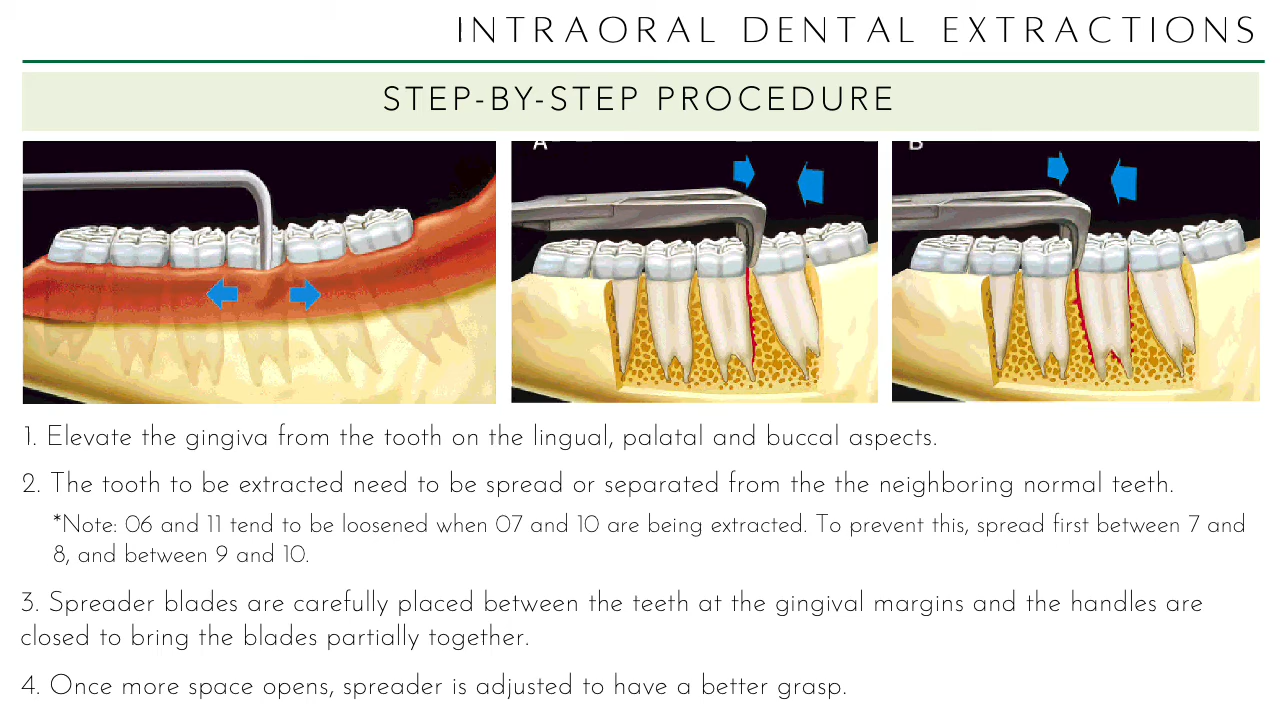 INTRAORAL DENTAL EXTRACTIONS
STEP-BY-STEP PROCEDURE
A
B
1. Elevate the gingiva from the tooth on the lingual, palatal and buccal aspects.
2. The tooth to be extracted need to be spread or separated from the the neighboring normal teeth.
*Note: 06 and 11 tend to be loosened when 07 and 10 are being extracted. To prevent this, spread first between 7 and
8, and between 9 and 10.
3. Spreader blades are carefully placed between the teeth at the gingival margins and the handles are
closed to bring the blades partially together.
4. Once more space opens, spreader is adjusted to have a better grasp.